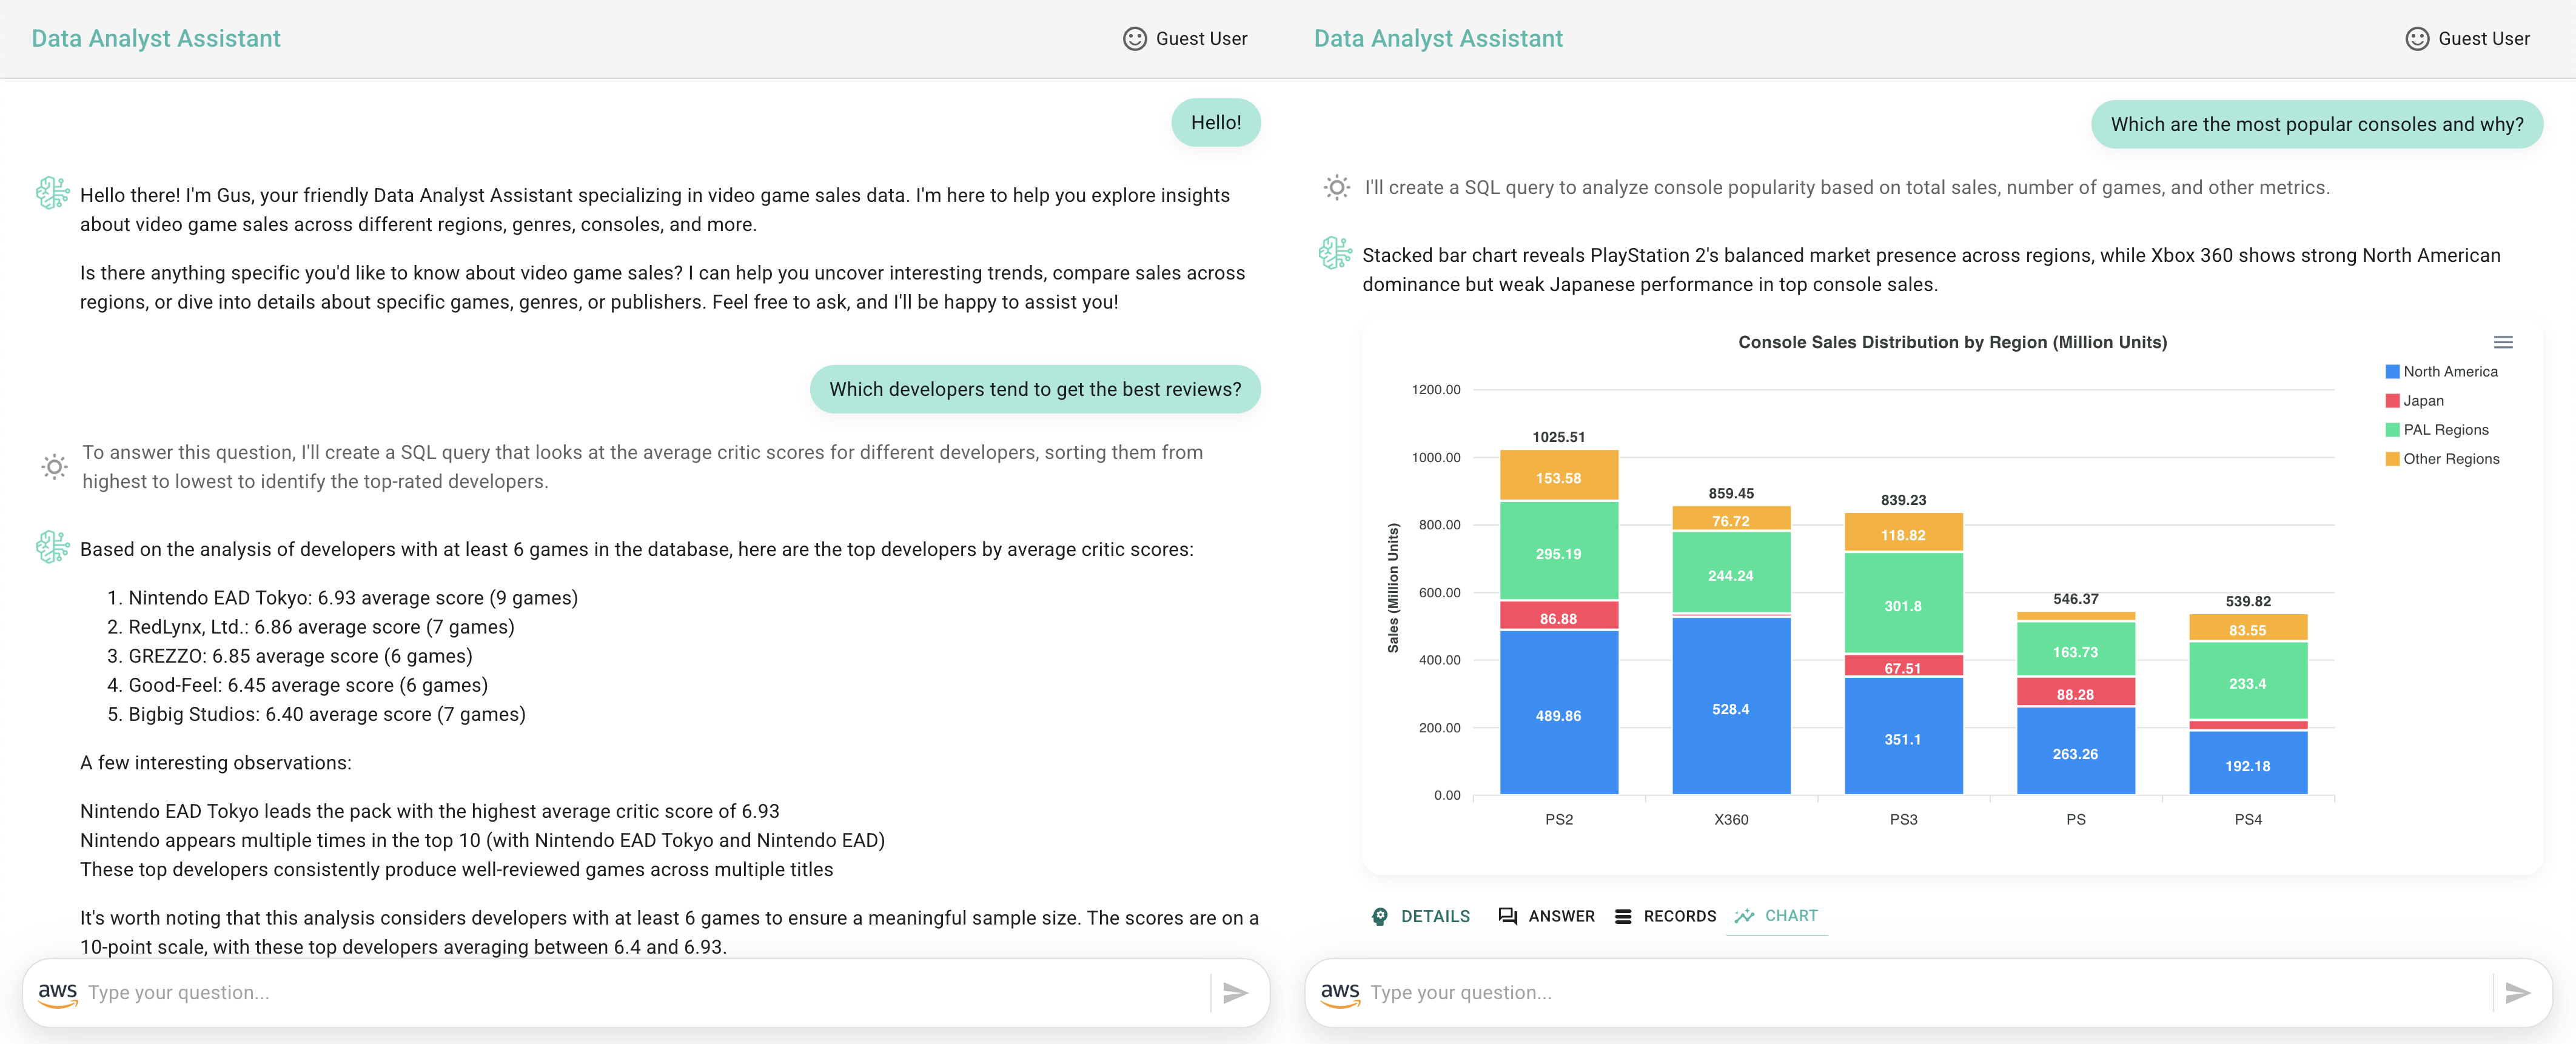 Data Analyst Assistant
Guest User
Hello!
Hello there! I'm Gus, your friendly Data Analyst Assistant specializing in video game sales data. I'm here to help you explore insights
about video game sales across different regions, genres, consoles, and more.
Is there anything specific you'd like to know about video game sales? I can help you uncover interesting trends, compare sales across
regions, or dive into details about specific games, genres, or publishers. Feel free to ask, and I'll be happy to assist you!
Which developers tend to get the best reviews?
To answer this question, I'll create a SQL query that looks at the average critic scores for different developers, sorting them from
highest to lowest to identify the top-rated developers.
Based on the analysis of developers with at least 6 games in the database, here are the top developers by average critic scores:
1. Nintendo EAD Tokyo: 6.93 average score (9 games)
2. RedLynx, Ltd.: 6.86 average score (7 games)
3. GREZZO: 6.85 average score (6 games)
4. Good-Feel: 6.45 average score (6 games)
5. Bigbig Studios: 6.40 average score (7 games)
A few interesting observations:
Nintendo EAD Tokyo leads the pack with the highest average critic score of 6.93
Nintendo appears multiple times in the top 10 (with Nintendo EAD Tokyo and Nintendo EAD)
These top developers consistently produce well-reviewed games across multiple titles
It's worth noting that this analysis considers developers with at least 6 games to ensure a meaningful sample size. The scores are on a
10-point scale, with these top developers averaging between 6.4 and 6.93.
aws Type your question...
Data Analyst Assistant
Guest User
Which are the most popular consoles and why?
I'll create a SQL query to analyze console popularity based on total sales, number of games, and other metrics.
Stacked bar chart reveals PlayStation 2's balanced market presence across regions, while Xbox 360 shows strong North American
dominance but weak Japanese performance in top console sales.
Console Sales Distribution by Region (Million Units)
North America
Japan
PAL Regions
Other Regions
Sales (Million Units)
1200.00
1000.00
800.00
600.00
400.00
200.00
0.00
1025.51
153.58
295.19
86.88
489.86
PS2
859.45
76.72
244.24
528.4
X360
839.23
118.82
301.8
67.51
351.1
PS3
546.37
163.73
88.28
263.26
PS
539.82
83.55
233.4
192.18
PS4
DETAILS ANSWER RECORDS CHART
aws Type your question...